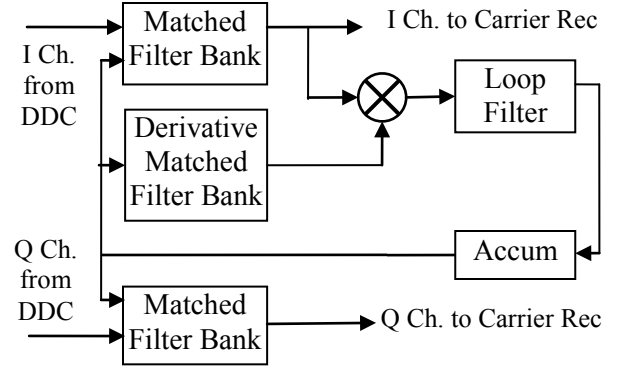 Matched
Filter Bank
I Ch. to Carrier Rec
I Ch.
from
DDC
Loop
Filter
Derivative
Matched
Filter Bank
Q Ch.
from
DDC
Accum
Matched
Filter Bank
Q Ch. to Carrier Rec